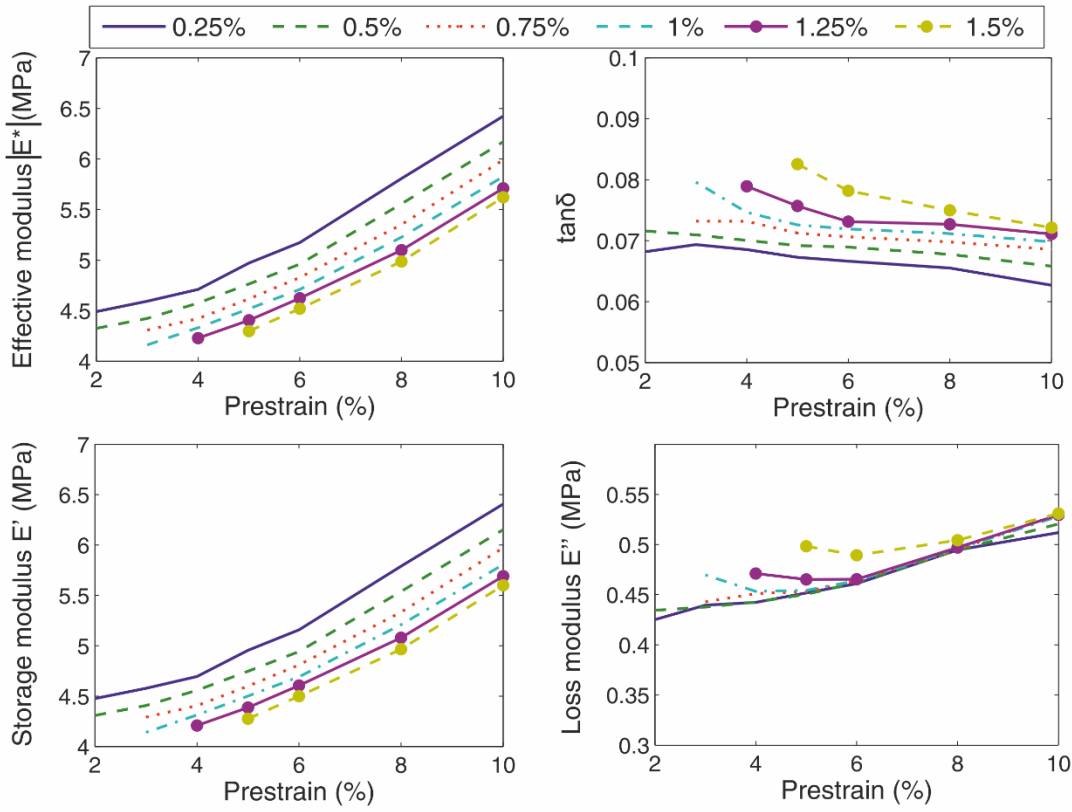 0.25% 0.5% 0.75% 1% 1.25% 1.5%
Effective modulus|E*|(MPa)
7
6.5
6
5.5
5
4.5
4
2 4 6 8 10
Prestrain (%)
tanδ
0.1
0.09
0.08
0.07
0.06
0.05
2 4 6 8 10
Prestrain (%)
Storage modulus E' (MPa)
7
6.5
6
5.5
5
4.5
4
2 4 6 8 10
Prestrain (%)
Loss modulus E" (MPa)
0.55
0.5
0.45
0.4
0.35
0.3
2 4 6 8 10
Prestrain (%)